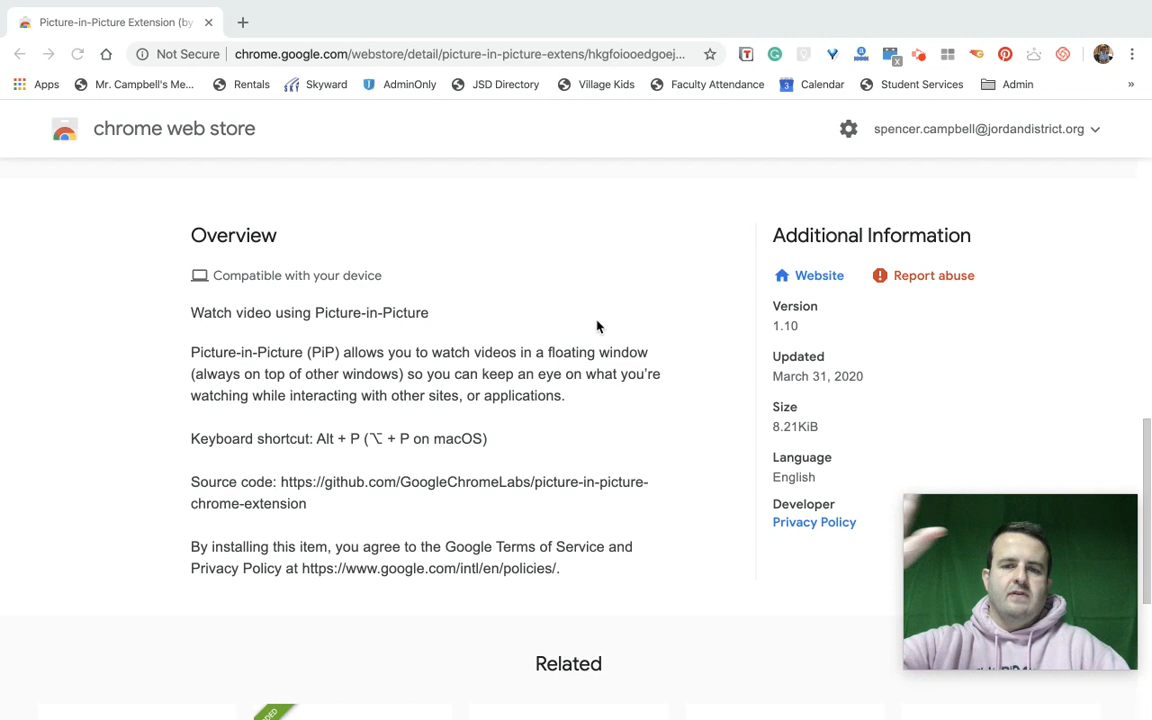 Picture-in-Picture Extension (by
Not Secure chrome.google.com/webstore/detail/picture-in-picture-extens/hkgfoiooedgoej...
Apps Mr. Campbell's Me... Rentals Skyward AdminOnly JSD Directory Village Kids Faculty Attendance Calendar Student Services Admin »
chrome web store spencer.campbell@jordandistrict.org
Overview
Compatible with your device
Watch video using Picture-in-Picture
Picture-in-Picture (PiP) allows you to watch videos in a floating window
(always on top of other windows) so you can keep an eye on what you're
watching while interacting with other sites, or applications.
Keyboard shortcut: Alt + P (⌥ + P on macOS)
Source code: https://github.com/GoogleChromeLabs/picture-in-picture-
chrome-extension
By installing this item, you agree to the Google Terms of Service and
Privacy Policy at https://www.google.com/intl/en/policies/.
Additional Information
Website Report abuse
Version
1.10
Updated
March 31, 2020
Size
8.21KiB
Language
English
Developer
Privacy Policy
Related